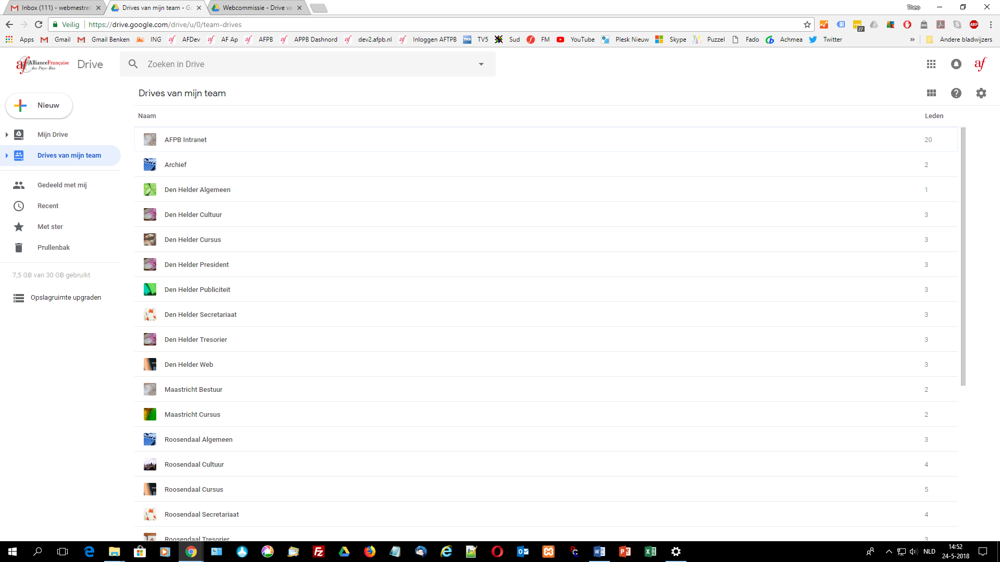 Inbox (111) - webmestre
Drives van mijn team - Go
Webcommissie - Drive va
Theo
Veilig
https://drive.google.com/drive/u/0/team-drives
27
AVG
ABP
Apps
Gmail
Gmail Benken
ING
AFDev
AF Ap
AFPB
APPB Dashnord
dev2.afpb.nl
Inloggen AFTPB
TV5
Sud
FM
YouTube
Plesk Nieuw
Skype
Puzzel
Fado
Achmea
Twitter
»
Andere bladwijzers
af AllianceFrançaise
des Pays-Bas
Drive
Zoeken in Drive
af
Nieuw
Mijn Drive
Drives van mijn team
Gedeeld met mij
Recent
Met ster
Prullenbak
7,5 GB van 30 GB gebruikt
Opslagruimte upgraden
Drives van mijn team
Naam Leden
AFPB Intranet 20
Archief 2
Den Helder Algemeen 1
Den Helder Cultuur 3
Den Helder Cursus 3
Den Helder President 3
Den Helder Publiciteit 3
Den Helder Secretariaat 3
Den Helder Tresorier 3
Den Helder Web 3
Maastricht Bestuur 2
Maastricht Cursus 2
Roosendaal Algemeen 3
Roosendaal Cultuur 4
Roosendaal Cursus 5
Roosendaal Secretariaat 4
Roosendaal Tresorier 3
NLD
14:52
24-5-2018